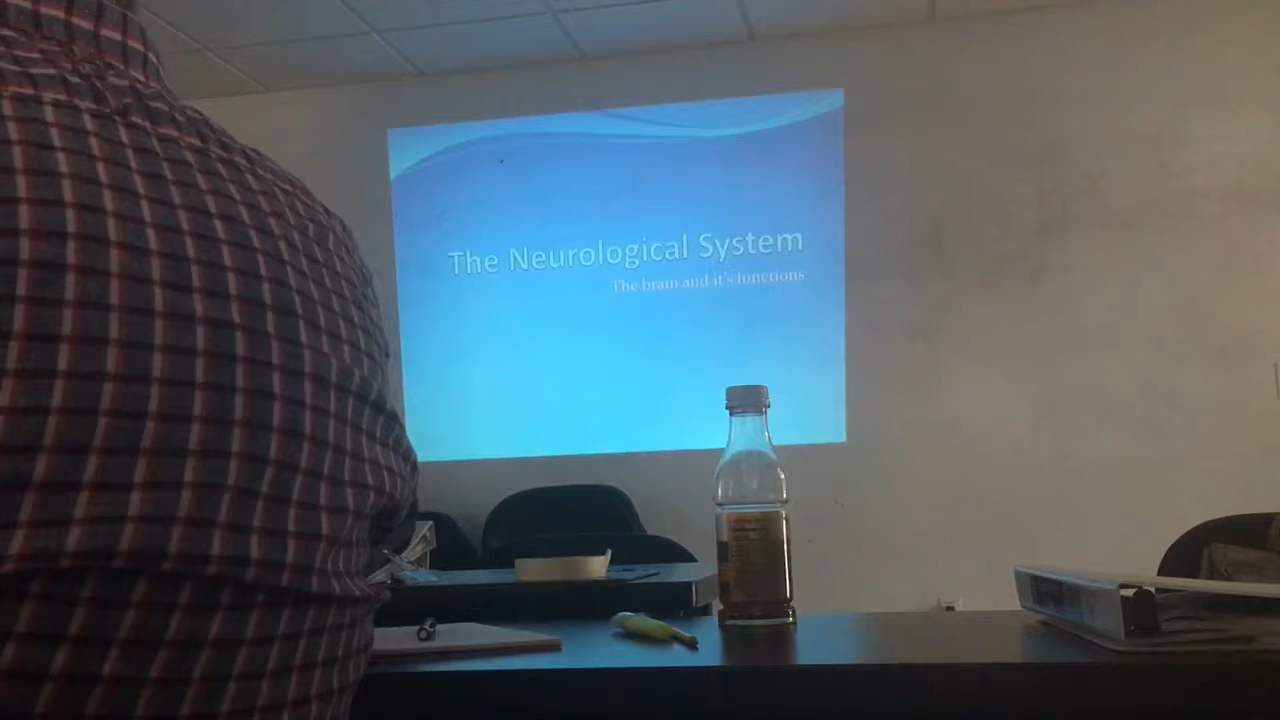 The Neurological System
The brain and it's functions